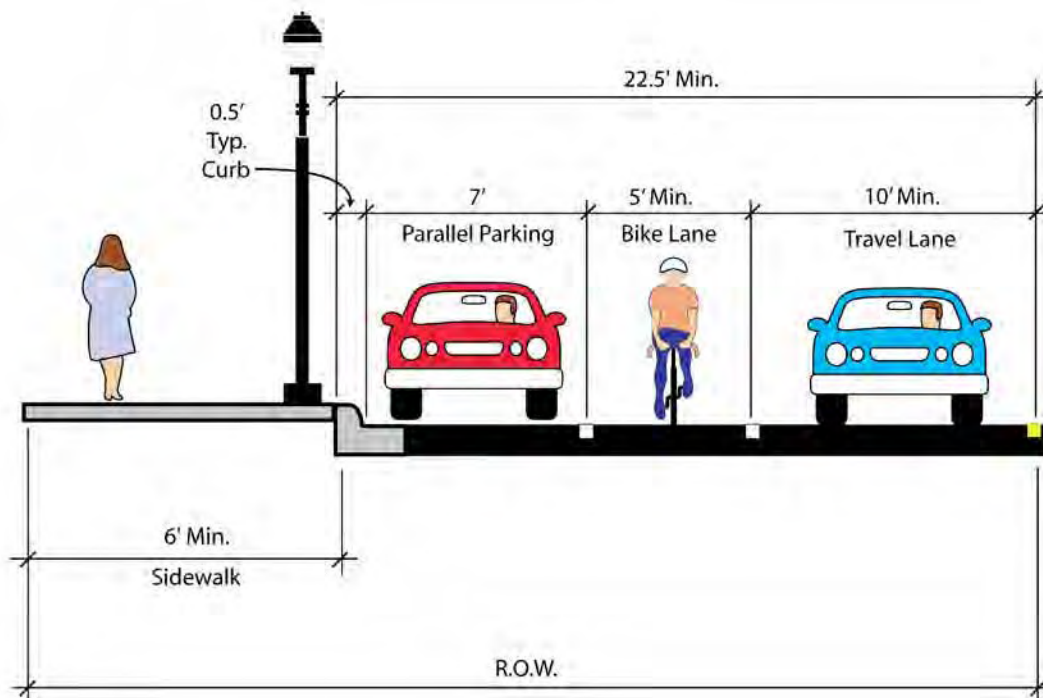 22.5' Min.
0.5'
Typ.
Curb
7'
5' Min.
10' Min.
Parallel Parking
Bike Lane
Travel Lane
6' Min.
Sidewalk
R.O.W.